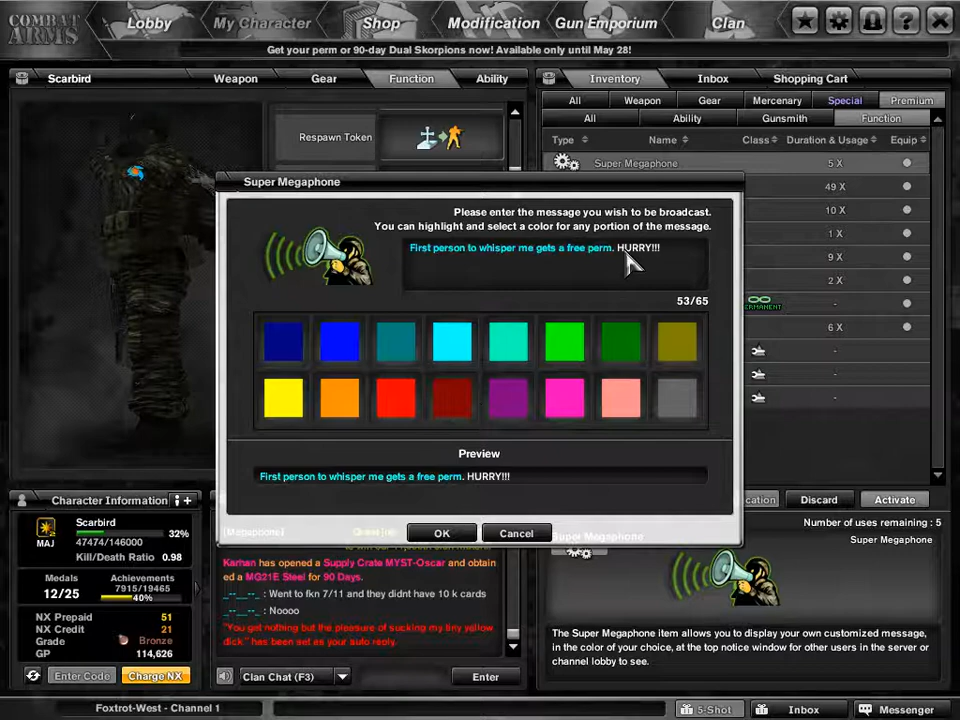 COMBAT ARMS
Lobby
My Character
Shop
Modification
Gun Emporium
Clan
Get your perm or 90-day Dual Skorpions now! Available only until May 28!
Scarbird
Weapon
Gear
Function
Ability
Inbox
Inventory
Shopping Cart
All
Weapon
Gear
Mercenary
Special
Premium
All
Ability
Gunsmith
Function
Type
Name
Class
Duration & Usage
Equip
Respawn Token
Super Megaphone
5 X
49 X
10 X
1 X
9 X
2 X
PERMANENT
-
6 X
-
-
-
Super Megaphone
Please enter the message you wish to be broadcast.
You can highlight and select a color for any portion of the message.
First person to whisper me gets a free perm. HURRY!!!
53/65
Preview
First person to whisper me gets a free perm. HURRY!!!
OK
Cancel
Discard
Activate
Number of uses remaining : 5
Super Megaphone
Super Megaphone
The Super Megaphone item allows you to display your own customized message, in the color of your choice, at the top notice window for other users in the server or channel lobby to see.
Character Information
MAJ
Scarbird
32%
47474/146000
Kill/Death Ratio 0.98
Medals
12/25
Achievements
7915/19465
40%
NX Prepaid 51
NX Credit 21
Grade Bronze
GP 114,626
Enter Code
Charge NX
[Megaphone]
Karhan has opened a Supply Crate MYST-Oscar and obtain
ed a MG21E Steel for 90 Days.
_-_--_- : Went to fkn 7/11 and they didnt have 10 k cards
_-_--_- : Noooo
"You get nothing but the pleasure of sucking my tiny yellow
dick" has been set as your auto reply.
Clan Chat (F3)
Enter
Foxtrot-West - Channel 1
5-Shot
Inbox
Messenger